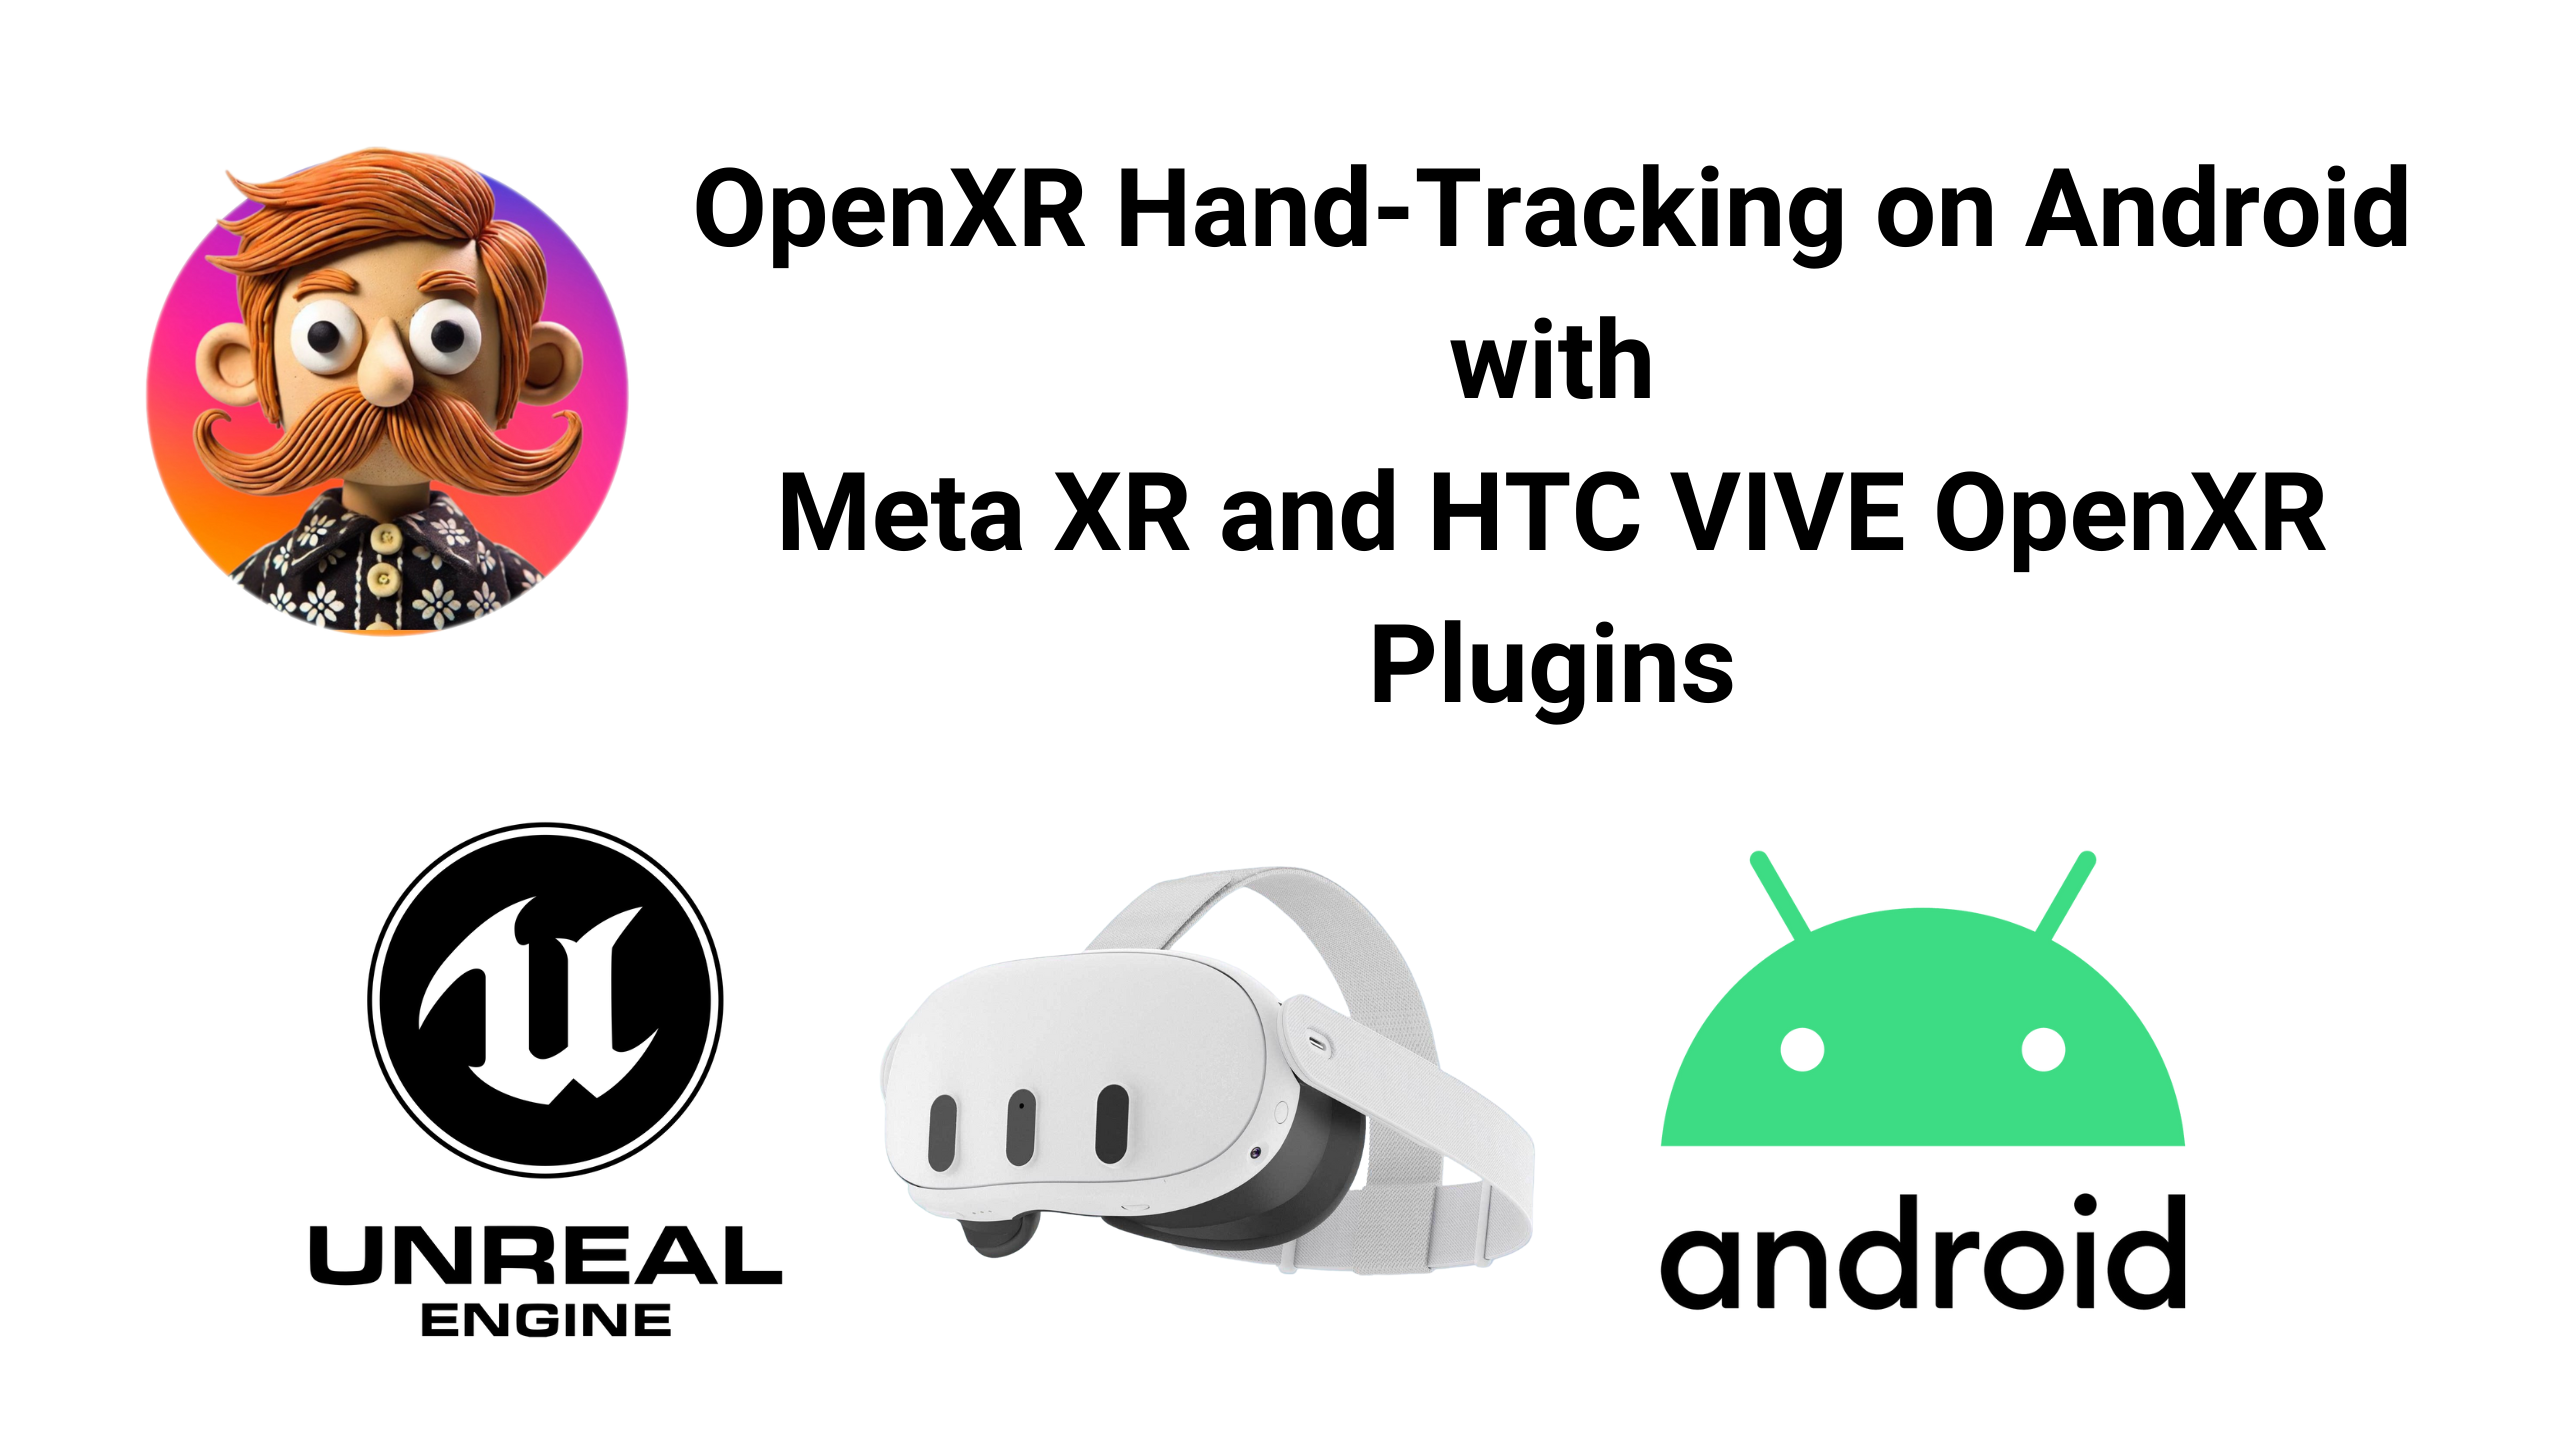 OpenXR Hand-Tracking on Android
with
Meta XR and HTC VIVE OpenXR
Plugins
UNREAL
ENGINE
android